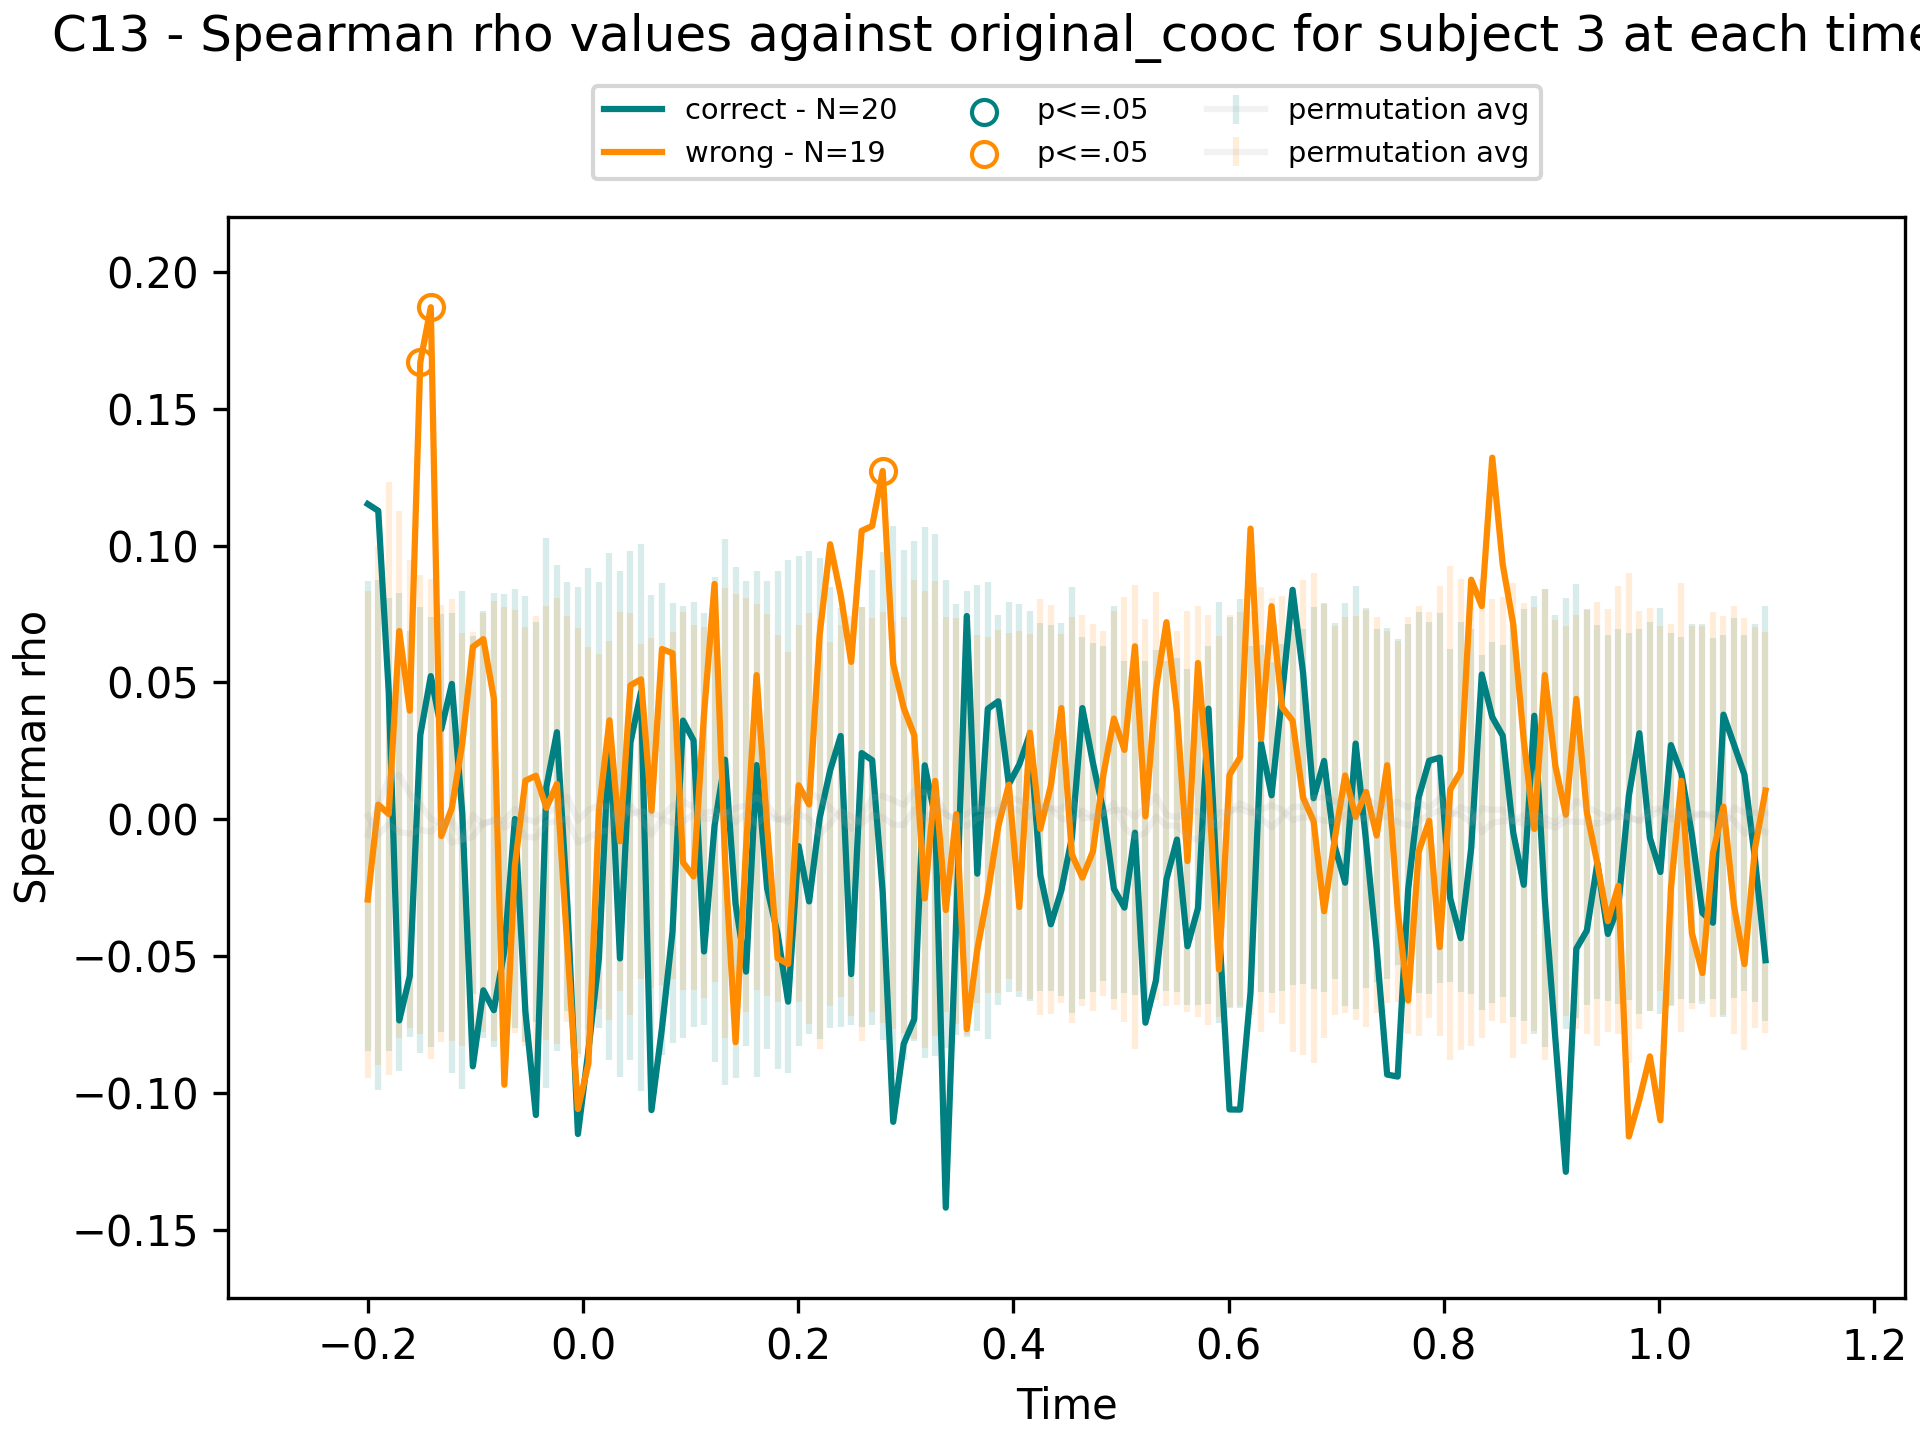 C13 - Spearman rho values against original_cooc for subject 3 at each time
correct - N=20
wrong - N=19
p<=.05
p<=.05
permutation avg
permutation avg
Spearman rho
0.20
0.15
0.10
0.05
0.00
−0.05
−0.10
−0.15
−0.2
0.0
0.2
0.4
0.6
0.8
1.0
1.2
Time